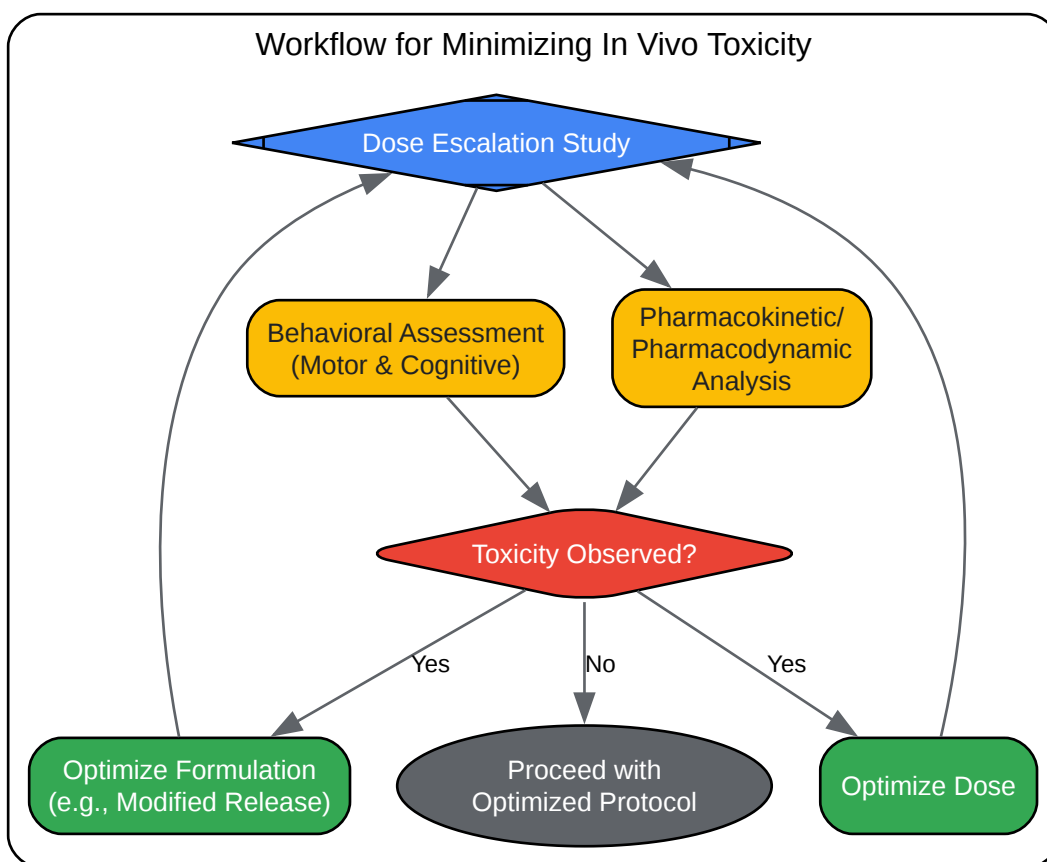 Workflow for Minimizing In Vivo Toxicity
Dose Escalation Study
Behavioral Assessment
(Motor & Cognitive)
Pharmacokinetic/
Pharmacodynamic
Analysis
Toxicity Observed?
Yes
No
Yes
Optimize Formulation
(e.g., Modified Release)
Proceed with
Optimized Protocol
Optimize Dose